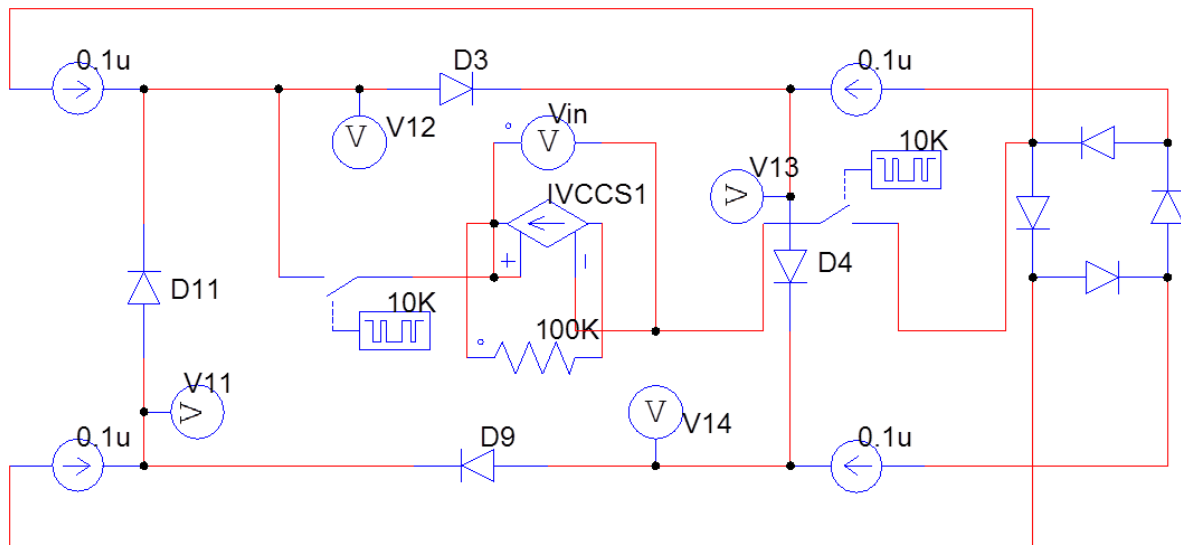 0.1u
D3
0.1u
V12
Vin
10K
V13
IVCCS1
D11
10K
D4
100K
V11
V14
0.1u
D9
0.1u
V
V
V
V
V
+
-